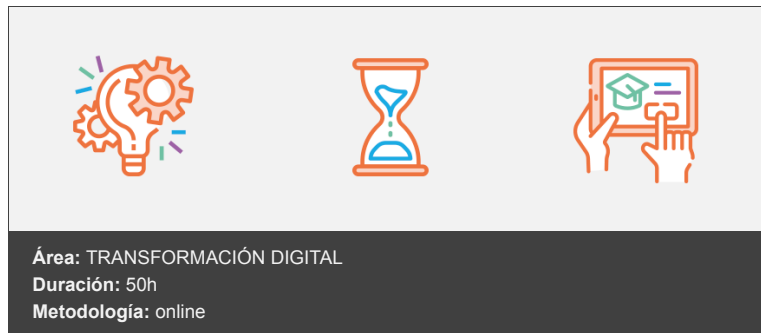 Área: TRANSFORMACIÓN DIGITAL
Duración: 50h
Metodología: online